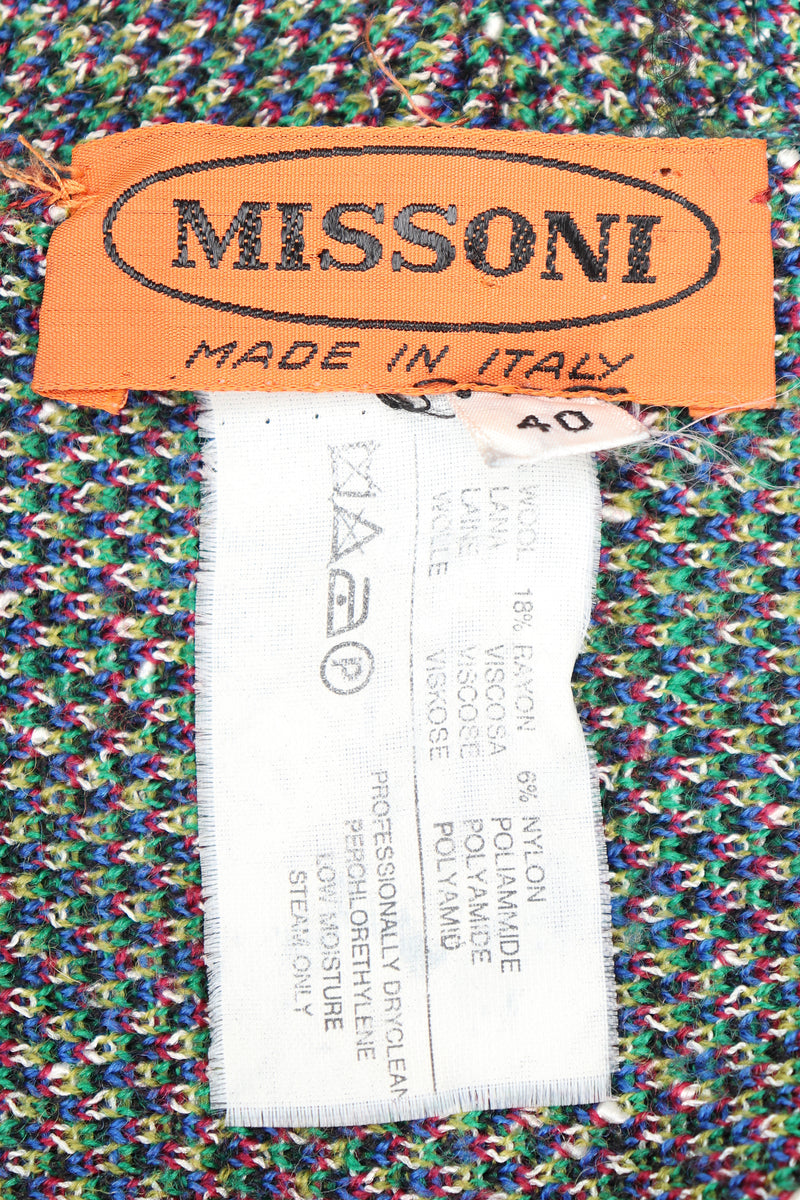 MISSONI
MADE IN ITALY
40
WOOL 18% RAYON 6% NYLON
LANA VISCOSA POLIAMMIDE
LAINE VISCOSE POLYAMIDE
WOLLE VISKOSE POLYAMID
P
PROFESSIONALLY DRYCLEAN
PERCHLORETHYLENE
LOW MOISTURE
STEAM ONLY